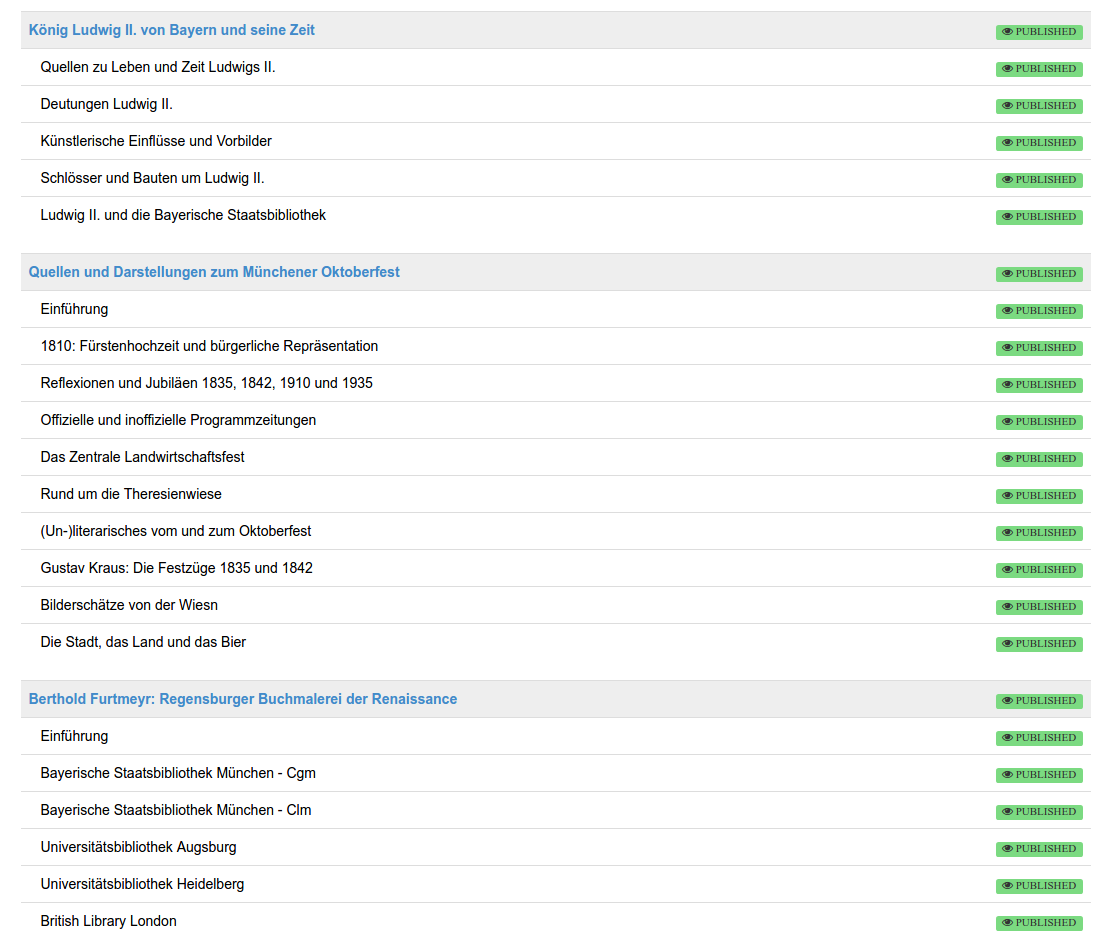 König Ludwig II. von Bayern und seine Zeit PUBLISHED
Quellen zu Leben und Zeit Ludwigs II. PUBLISHED
Deutungen Ludwig II. PUBLISHED
Künstlerische Einflüsse und Vorbilder PUBLISHED
Schlösser und Bauten um Ludwig II. PUBLISHED
Ludwig II. und die Bayerische Staatsbibliothek PUBLISHED
Quellen und Darstellungen zum Münchener Oktoberfest PUBLISHED
Einführung PUBLISHED
1810: Fürstenhochzeit und bürgerliche Repräsentation PUBLISHED
Reflexionen und Jubiläen 1835, 1842, 1910 und 1935 PUBLISHED
Offizielle und inoffizielle Programmzeitungen PUBLISHED
Das Zentrale Landwirtschaftsfest PUBLISHED
Rund um die Theresienwiese PUBLISHED
(Un-)literarisches vom und zum Oktoberfest PUBLISHED
Gustav Kraus: Die Festzüge 1835 und 1842 PUBLISHED
Bilderschätze von der Wiesn PUBLISHED
Die Stadt, das Land und das Bier PUBLISHED
Berthold Furtmeyr: Regensburger Buchmalerei der Renaissance PUBLISHED
Einführung PUBLISHED
Bayerische Staatsbibliothek München - Cgm PUBLISHED
Bayerische Staatsbibliothek München - Clm PUBLISHED
Universitätsbibliothek Augsburg PUBLISHED
Universitätsbibliothek Heidelberg PUBLISHED
British Library London PUBLISHED